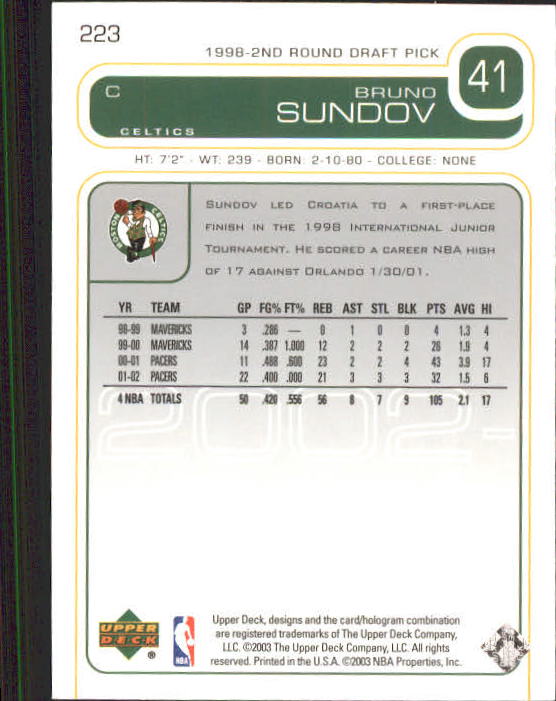 223
1998-2ND ROUND DRAFT PICK
41
C
BRUNO
SUNDOV
CELTICS
HT: 7'2" - WT: 239 - BORN: 2-10-80 - COLLEGE: NONE
BOSTON CELTICS
SUNDOV LED CROATIA TO A FIRST-PLACE
FINISH IN THE 1998 INTERNATIONAL JUNIOR
TOURNAMENT. HE SCORED A CAREER NBA HIGH
OF 17 AGAINST ORLANDO 1/30/01.
YR TEAM GP FG% FT% REB AST STL BLK PTS AVG HI
98-99 MAVERICKS 3 .286 — 0 1 0 0 4 1.3 4
99-00 MAVERICKS 14 .387 1.000 12 2 2 2 26 1.9 4
00-01 PACERS 11 .488 .600 23 2 2 4 43 3.9 17
01-02 PACERS 22 .400 .000 21 3 3 3 32 1.5 6
4 NBA TOTALS 50 .420 .556 56 8 7 9 105 2.1 17
2002-
UPPER DECK ®
NBA
Upper Deck, designs and the card/hologram combination
are registered trademarks of The Upper Deck Company,
LLC. ©2003 The Upper Deck Company, LLC. All rights
reserved. Printed in the U.S.A. ©2003 NBA Properties, Inc.